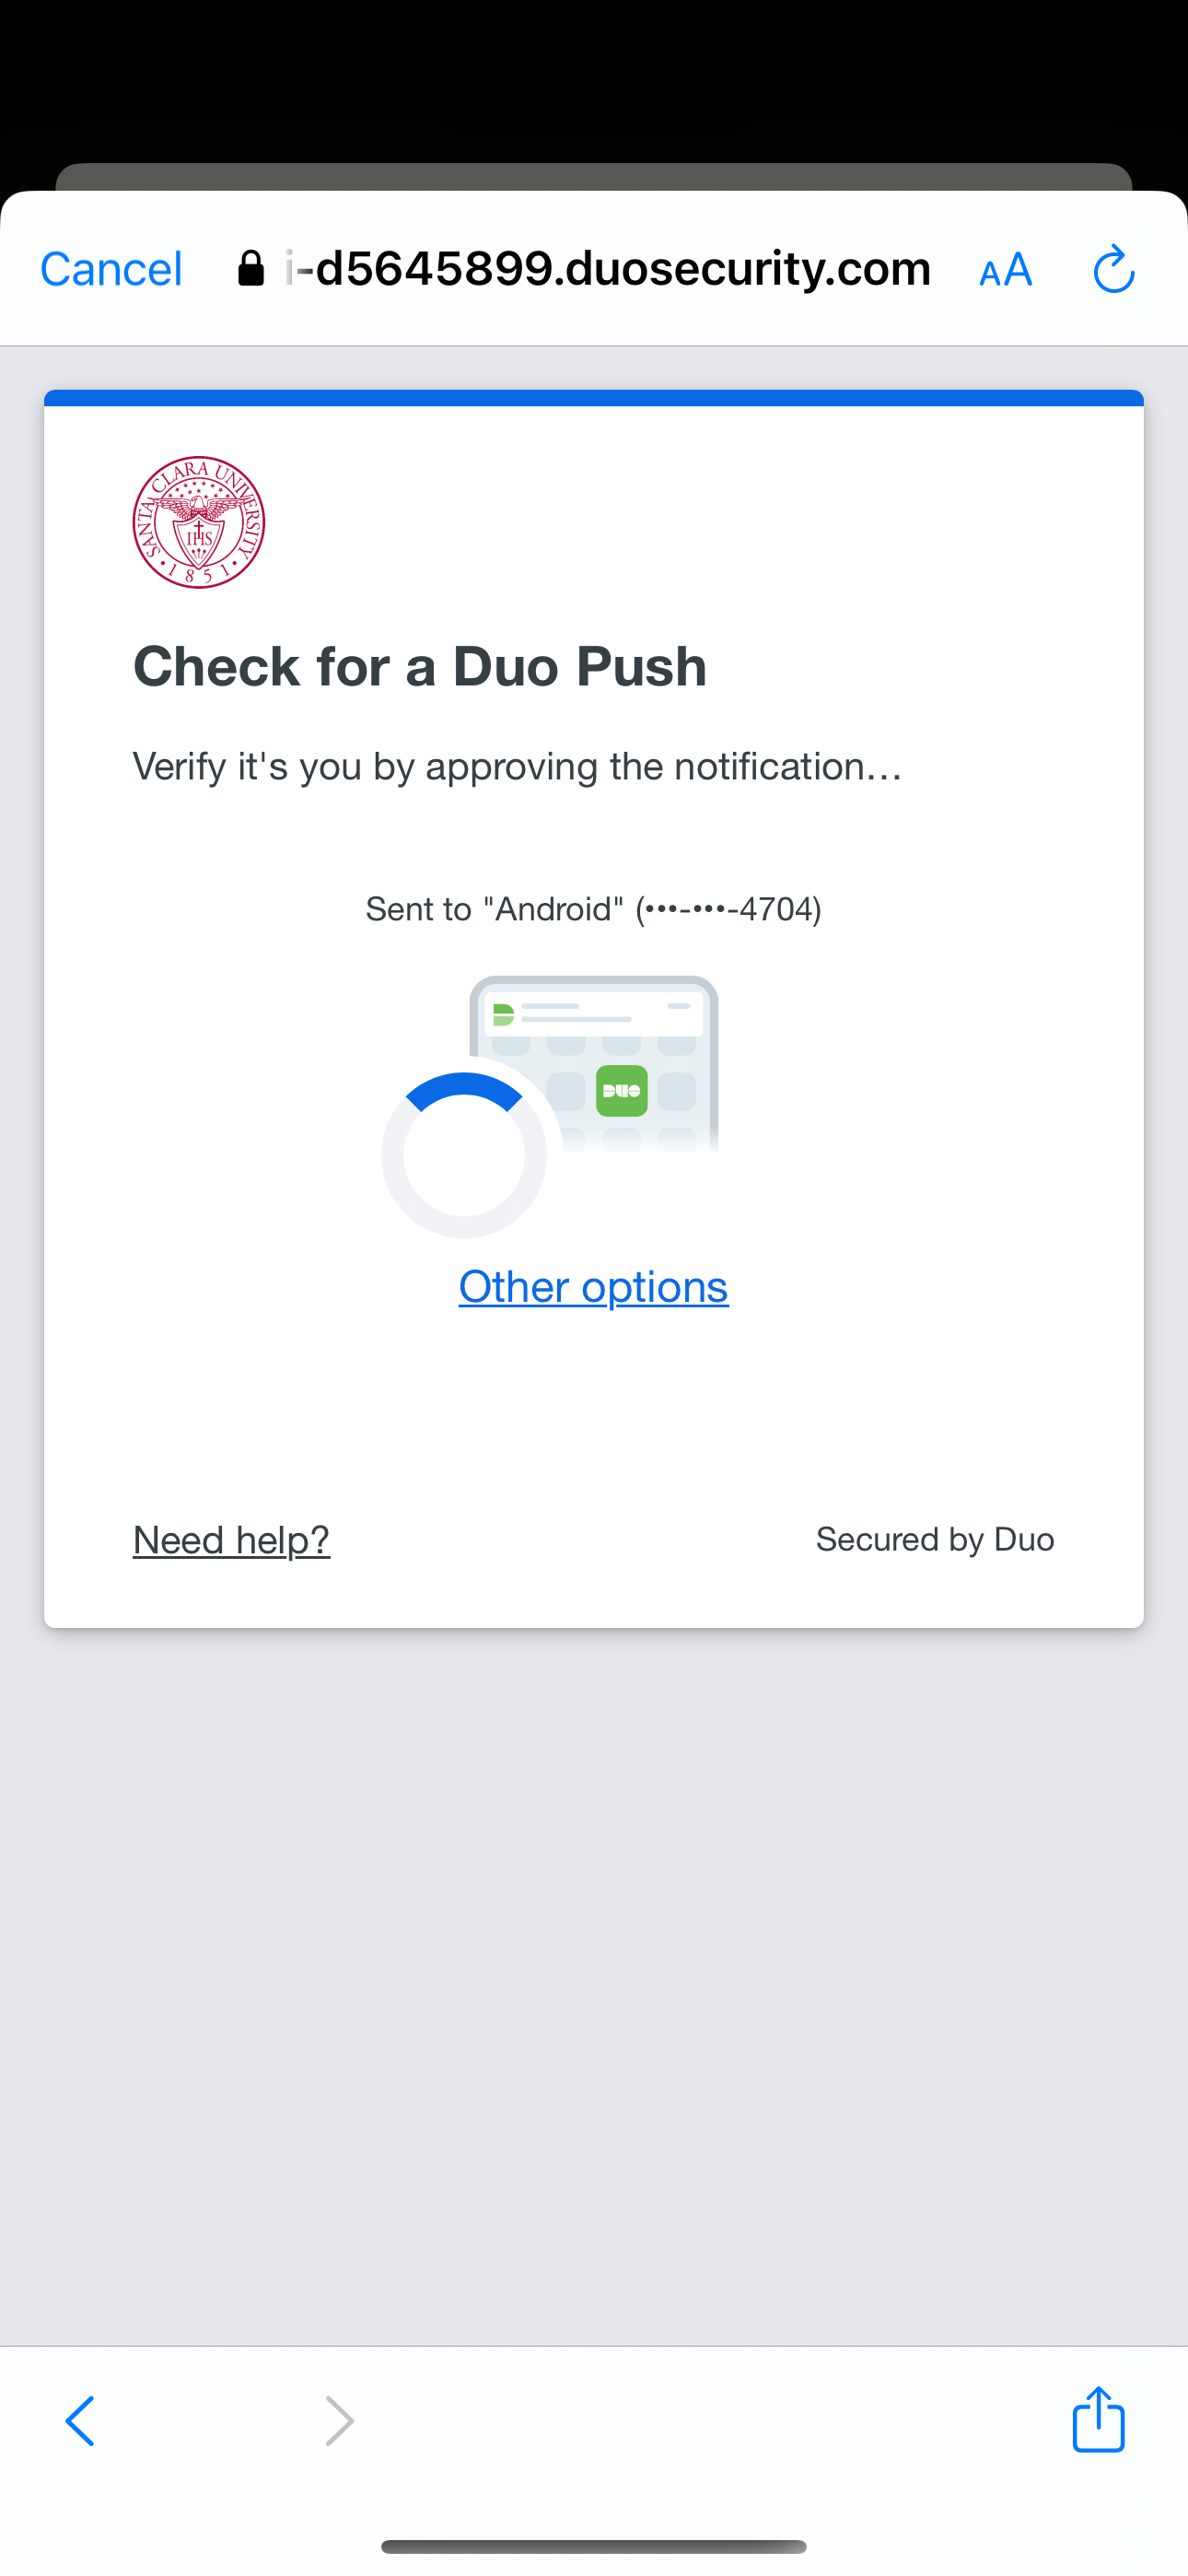 Cancel
i-d5645899.duosecurity.com
AA
SANTA CLARA UNIVERSITY • 1851 •
IHS
Check for a Duo Push
Verify it's you by approving the notification...
Sent to "Android" (•••-•••-4704)
DUO
Other options
Need help?
Secured by Duo